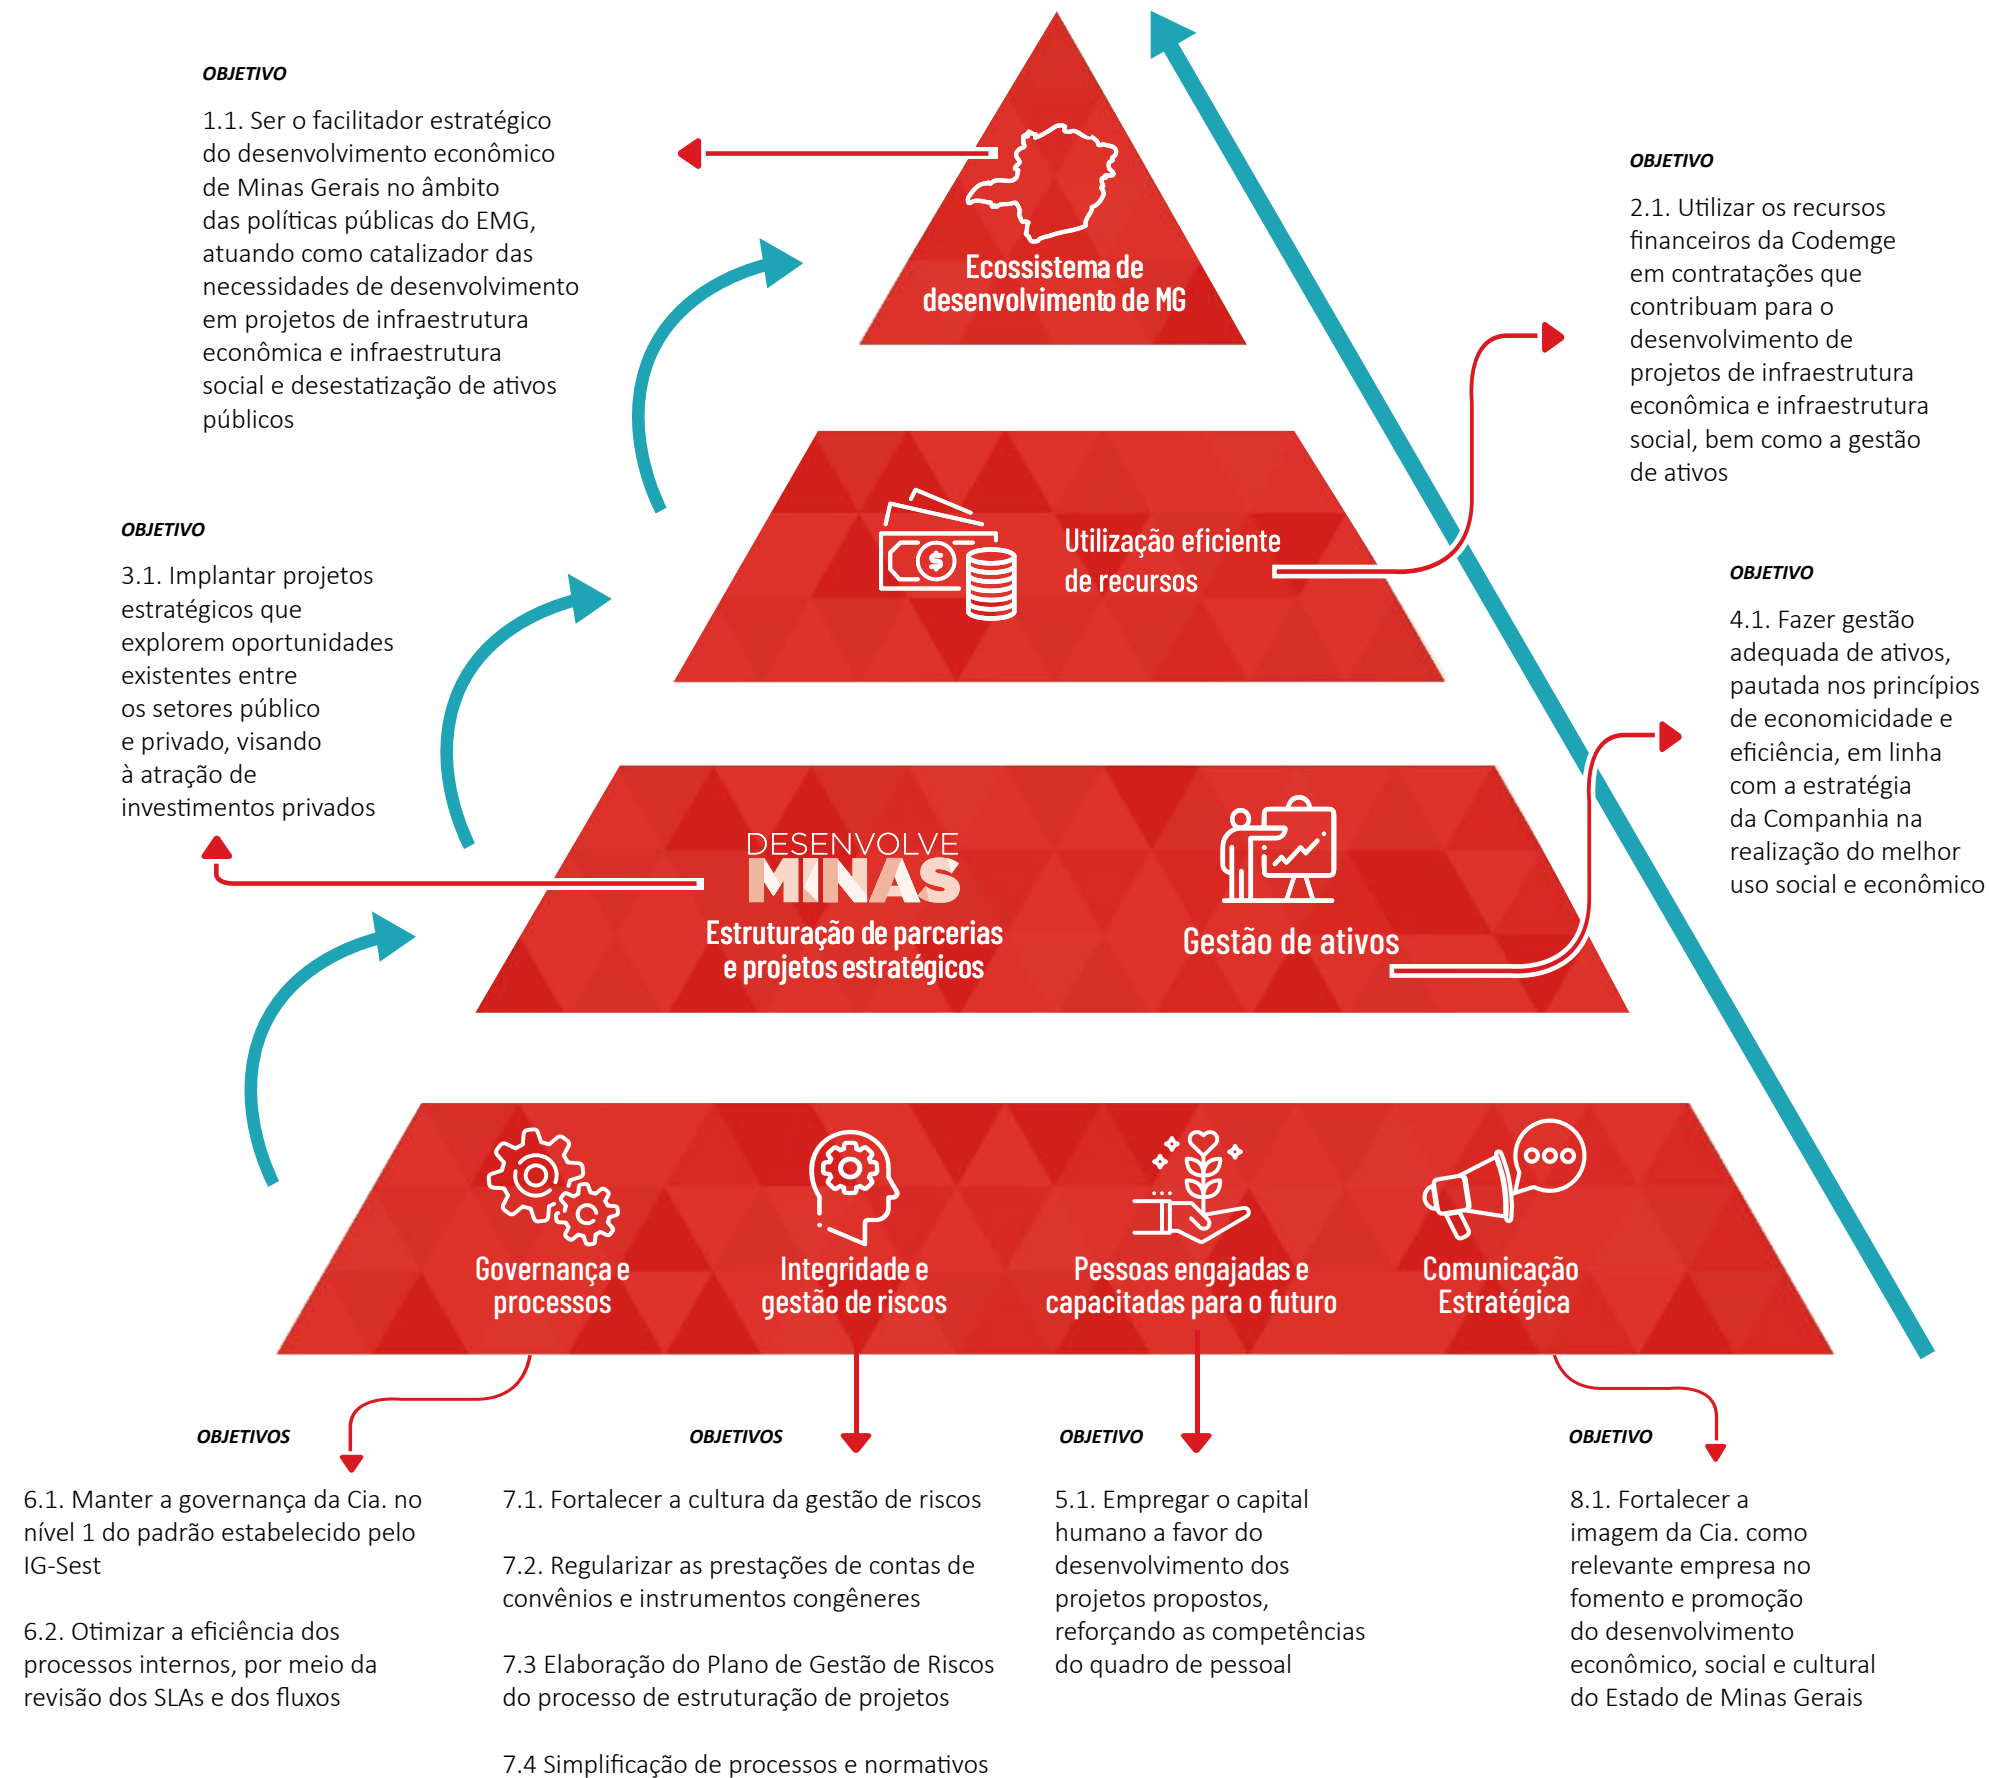 OBJETIVO
1.1. Ser o facilitador estratégico
do desenvolvimento econômico
de Minas Gerais no âmbito
das políticas públicas do EMG,
atuando como catalizador das
necessidades de desenvolvimento
em projetos de infraestrutura
econômica e infraestrutura
social e desestatização de ativos
públicos
Ecossistema de
desenvolvimento de MG
OBJETIVO
2.1. Utilizar os recursos
financeiros da Codemge
em contratações que
contribuam para o
desenvolvimento de
projetos de infraestrutura
econômica e infraestrutura
social, bem como a gestão
de ativos
Utilização eficiente
de recursos
OBJETIVO
3.1. Implantar projetos
estratégicos que
explorem oportunidades
existentes entre
os setores público
e privado, visando
à atração de
investimentos privados
OBJETIVO
4.1. Fazer gestão
adequada de ativos,
pautada nos princípios
de economicidade e
eficiência, em linha
com a estratégia
da Companhia na
realização do melhor
uso social e econômico
DESENVOLVE
MINAS
Estruturação de parcerias
e projetos estratégicos
Gestão de ativos
Governança e
processos
Integridade e
gestão de riscos
Pessoas engajadas e
capacitadas para o futuro
Comunicação
Estratégica
OBJETIVOS
6.1. Manter a governança da Cia. no
nível 1 do padrão estabelecido pelo
IG-Sest
6.2. Otimizar a eficiência dos
processos internos, por meio da
revisão dos SLAs e dos fluxos
OBJETIVOS
7.1. Fortalecer a cultura da gestão de riscos
7.2. Regularizar as prestações de contas de
convênios e instrumentos congêneres
7.3 Elaboração do Plano de Gestão de Riscos
do processo de estruturação de projetos
7.4 Simplificação de processos e normativos
OBJETIVO
5.1. Empregar o capital
humano a favor do
desenvolvimento dos
projetos propostos,
reforçando as competências
do quadro de pessoal
OBJETIVO
8.1. Fortalecer a
imagem da Cia. como
relevante empresa no
fomento e promoção
do desenvolvimento
econômico, social e cultural
do Estado de Minas Gerais